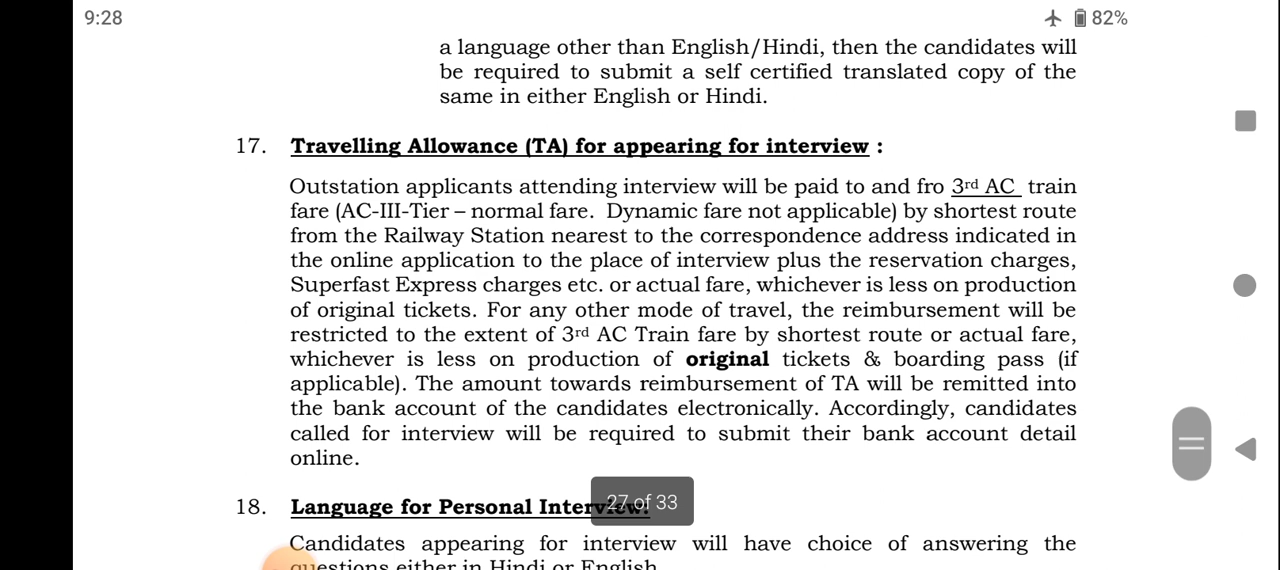 9:28
82%
a language other than English/Hindi, then the candidates will
be required to submit a self certified translated copy of the
same in either English or Hindi.
17. Travelling Allowance (TA) for appearing for interview :
Outstation applicants attending interview will be paid to and fro 3rd AC train
fare (AC-III-Tier – normal fare. Dynamic fare not applicable) by shortest route
from the Railway Station nearest to the correspondence address indicated in
the online application to the place of interview plus the reservation charges,
Superfast Express charges etc. or actual fare, whichever is less on production
of original tickets. For any other mode of travel, the reimbursement will be
restricted to the extent of 3rd AC Train fare by shortest route or actual fare,
whichever is less on production of original tickets & boarding pass (if
applicable). The amount towards reimbursement of TA will be remitted into
the bank account of the candidates electronically. Accordingly, candidates
called for interview will be required to submit their bank account detail
online.
18. Language for Personal Interview:
27 of 33
Candidates appearing for interview will have choice of answering the
questions either in Hindi or English